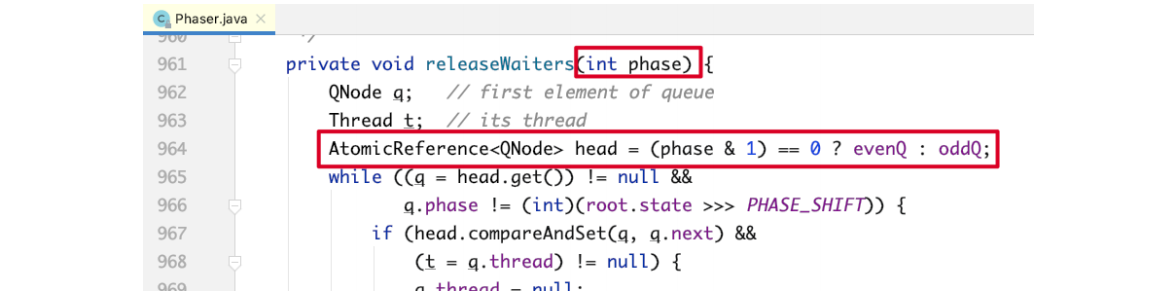 Phaser.java
960 */
961 private void releaseWaiters(int phase) {
962 QNode q; // first element of queue
963 Thread t; // its thread
964 AtomicReference<QNode> head = (phase & 1) == 0 ? evenQ : oddQ;
965 while ((q = head.get()) != null &&
966 q.phase != (int)(root.state >>> PHASE_SHIFT)) {
967 if (head.compareAndSet(q, q.next) &&
968 (t = q.thread) != null) {
969 q.thread = null;